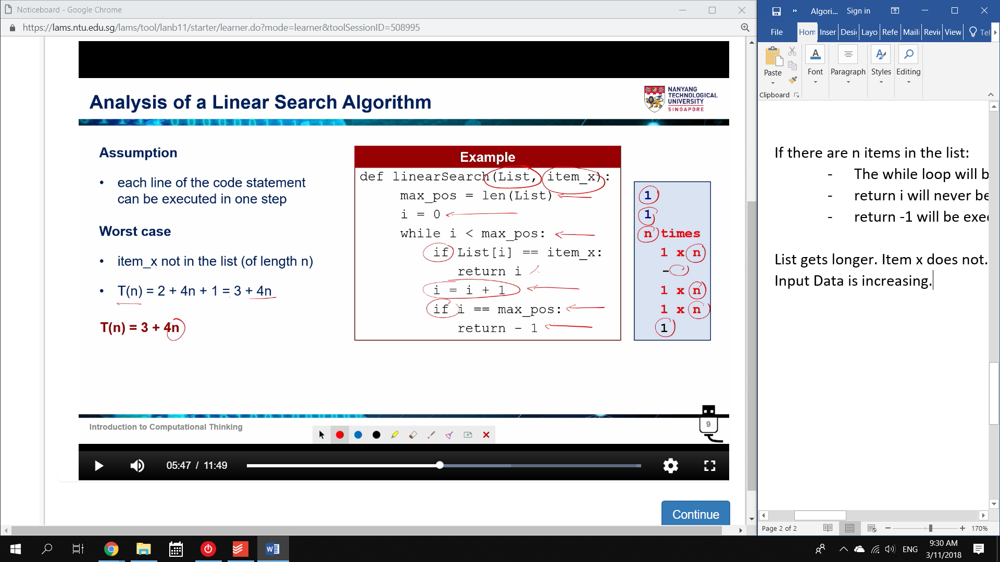 Noticeboard - Google Chrome
https://lams.ntu.edu.sg/lams/tool/lanb11/starter/learner.do?mode=learner&toolSessionID=508995
Analysis of a Linear Search Algorithm
NANYANG
TECHNOLOGICAL
UNIVERSITY
SINGAPORE
Assumption
• each line of the code statement
can be executed in one step
Worst case
• item_x not in the list (of length n)
• T(n) = 2 + 4n + 1 = 3 + 4n
T(n) = 3 + 4n
Example
def linearSearch(List, item_x):
max_pos = len(List)
i = 0
while i < max_pos:
if List[i] == item_x:
return i
i = i + 1
if i == max_pos:
return - 1
1
1
n times
1 x n
-
1 x n
1 x n
1
Introduction to Computational Thinking
9
05:47 / 11:49
Continue
Algori...
Sign in
File
Hom
Inser
Desi
Layo
Refe
Maili
Revie
View
Tel
Paste
Font
Paragraph
Styles
Editing
Clipboard
If there are n items in the list:
- The while loop will b
- return i will never be
- return -1 will be exec
List gets longer. Item x does not.
Input Data is increasing.
Page 2 of 2
170%
ENG
9:30 AM
3/11/2018